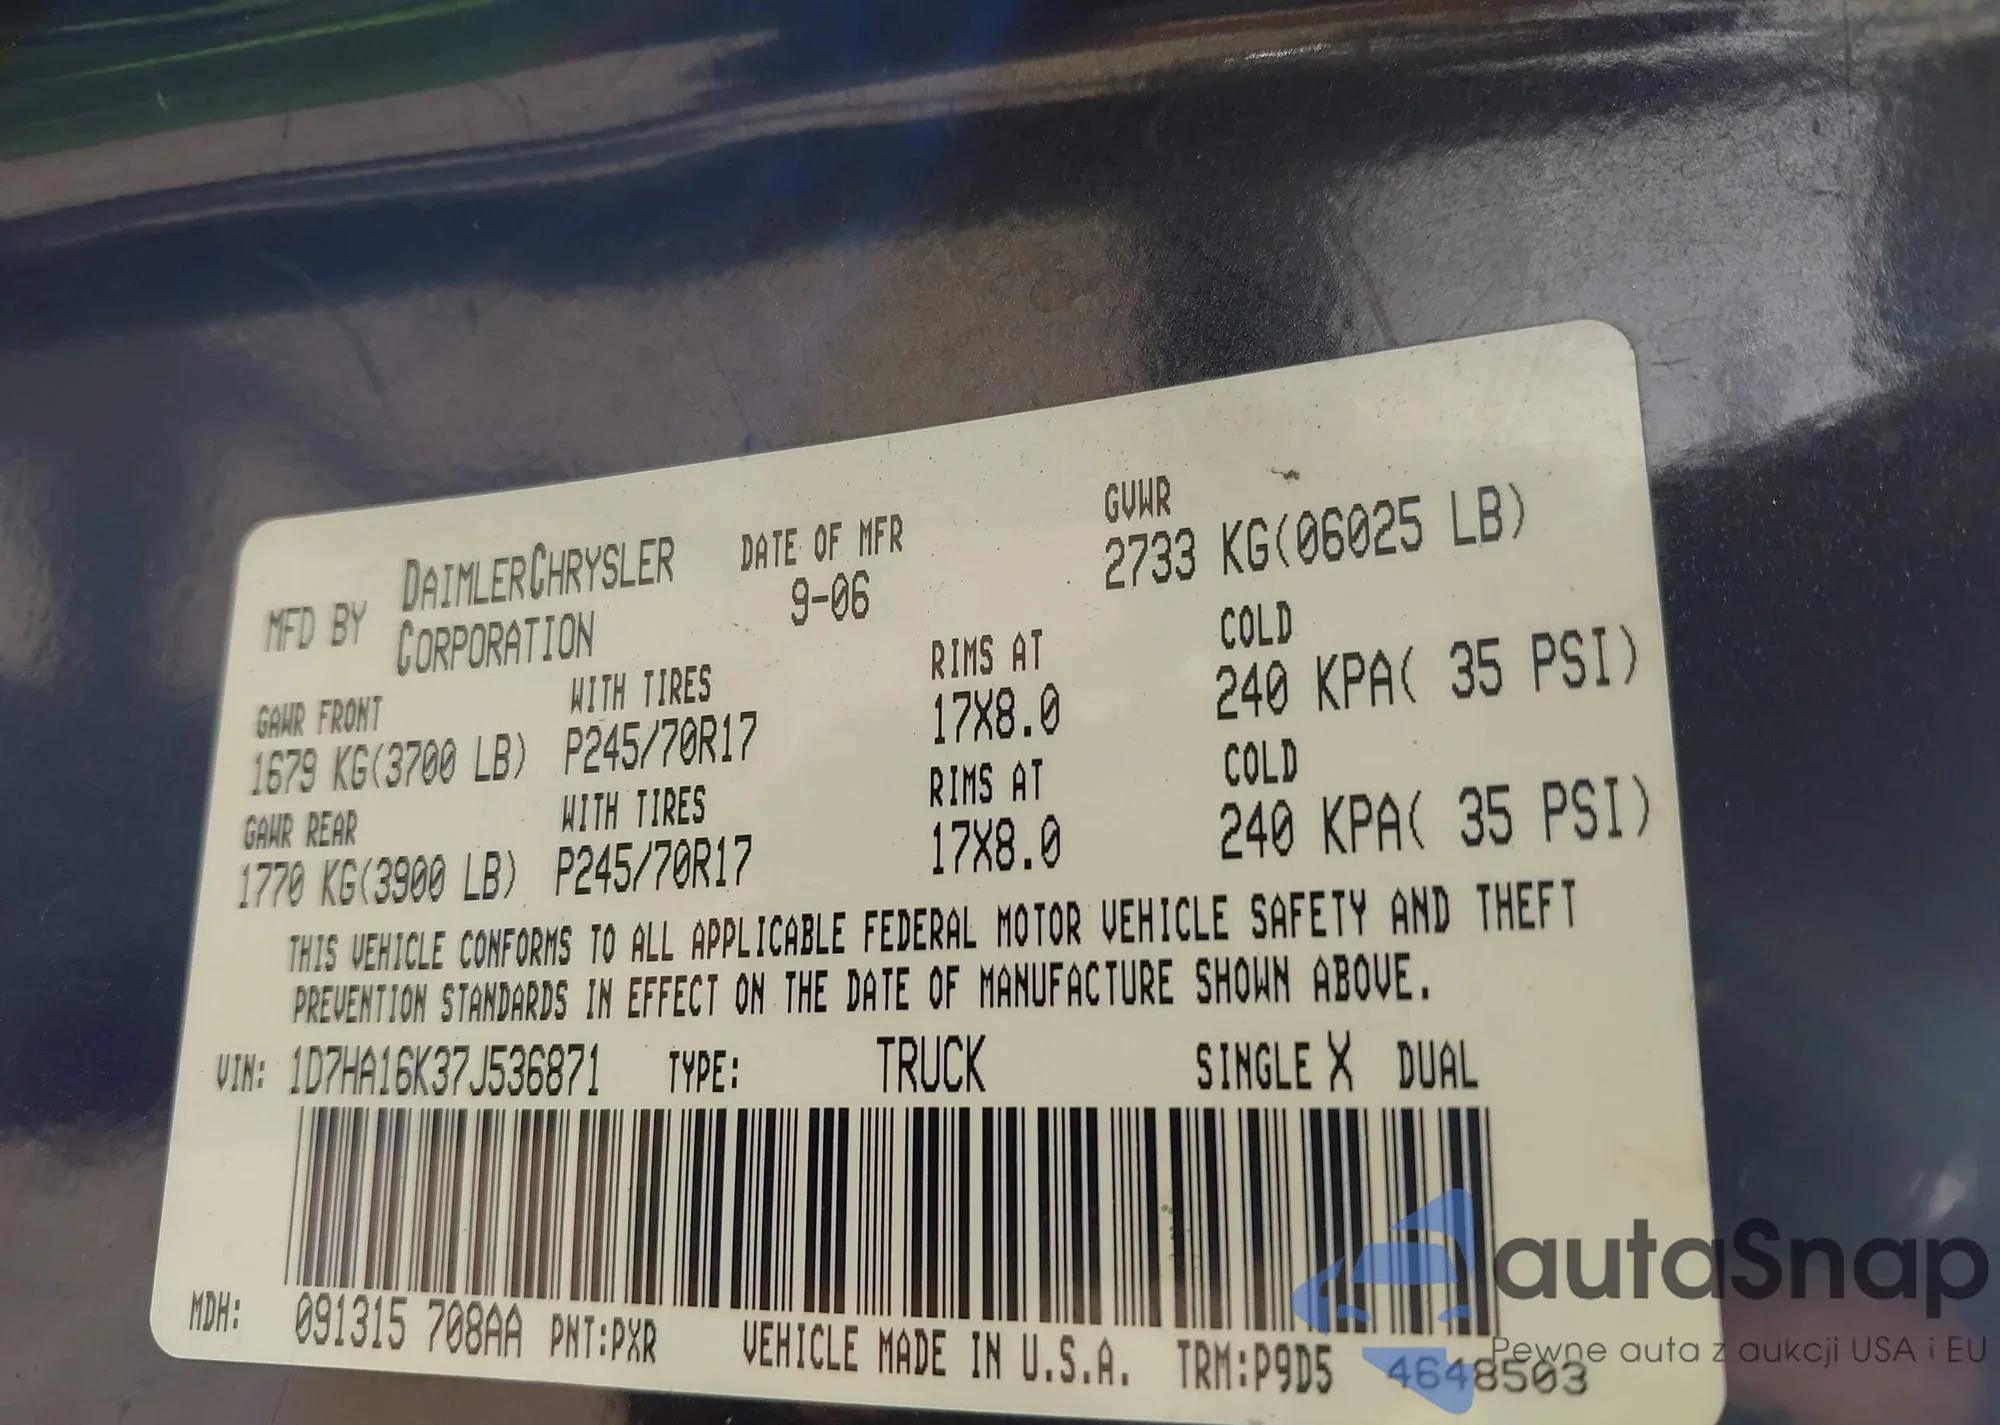 MFD BY DAIMLERCHRYSLER CORPORATION
DATE OF MFR
9-06
GVWR
2733 KG(06025 LB)
GAWR FRONT WITH TIRES RIMS AT COLD
1679 KG(3700 LB) P245/70R17 17X8.0 240 KPA( 35 PSI)
GAWR REAR WITH TIRES RIMS AT COLD
1770 KG(3900 LB) P245/70R17 17X8.0 240 KPA( 35 PSI)
THIS VEHICLE CONFORMS TO ALL APPLICABLE FEDERAL MOTOR VEHICLE SAFETY AND THEFT
PREVENTION STANDARDS IN EFFECT ON THE DATE OF MANUFACTURE SHOWN ABOVE.
VIN: 1D7HA16K37J536871 TYPE: TRUCK SINGLE X DUAL
MDH: 091315 708AA PNT:PXR VEHICLE MADE IN U.S.A. TRM:P9D5 4648503
autaSnap
Pewne auta z aukcji USA i EU